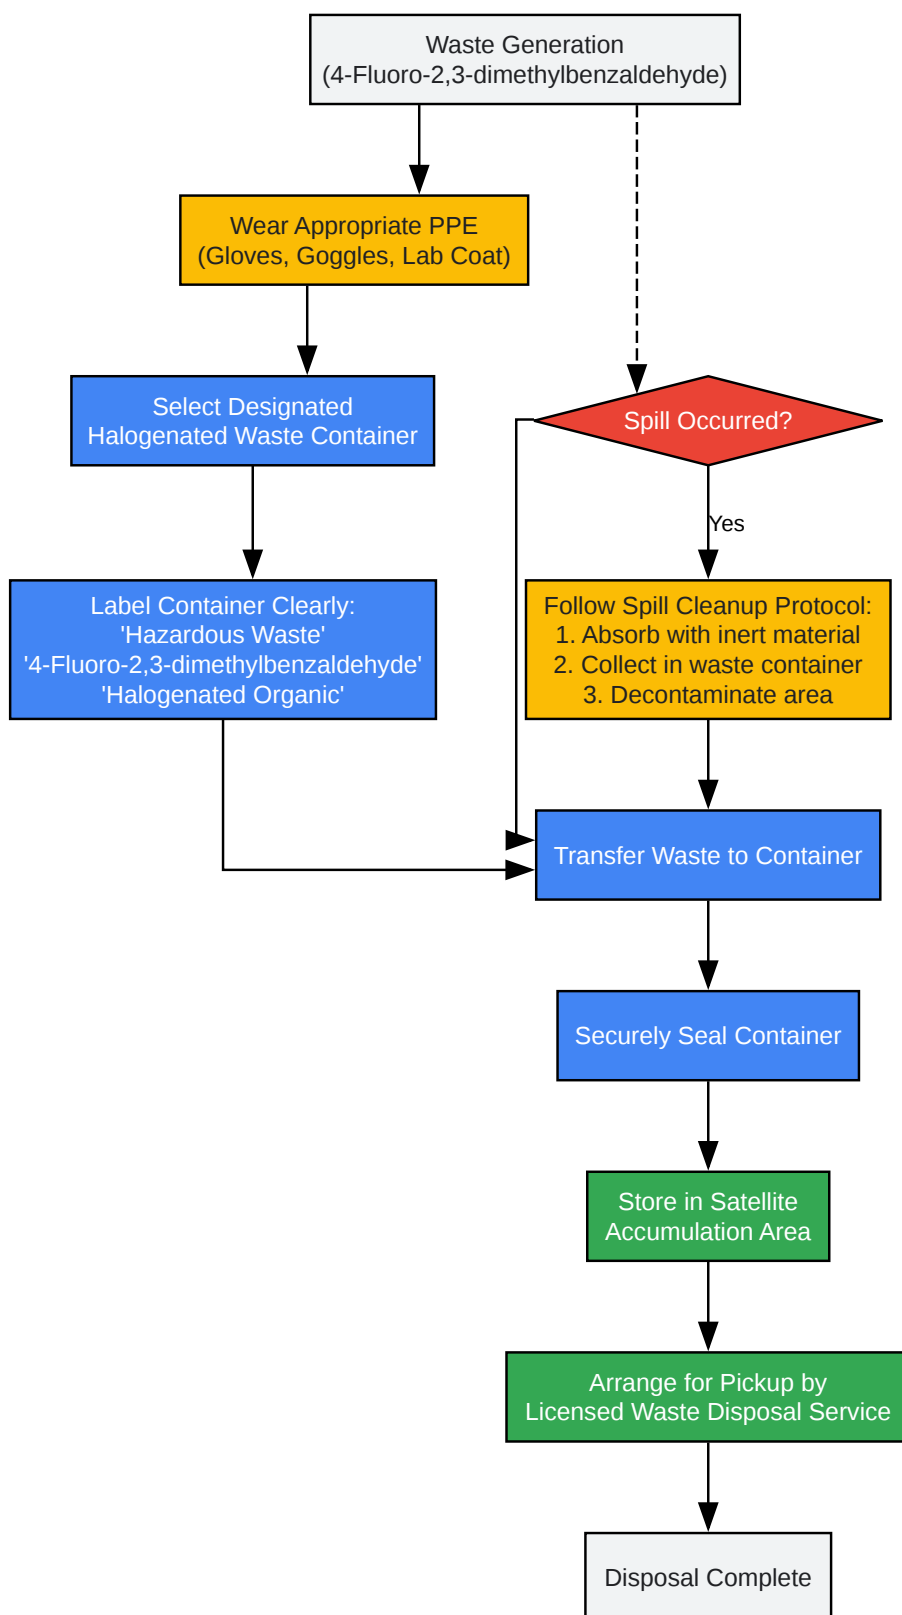 Waste Generation
(4-Fluoro-2,3-dimethylbenzaldehyde)
Wear Appropriate PPE
(Gloves, Goggles, Lab Coat)
Select Designated
Halogenated Waste Container
Spill Occurred?
Yes
Label Container Clearly:
'Hazardous Waste'
'4-Fluoro-2,3-dimethylbenzaldehyde'
'Halogenated Organic'
Follow Spill Cleanup Protocol:
1. Absorb with inert material
2. Collect in waste container
3. Decontaminate area
Transfer Waste to Container
Securely Seal Container
Store in Satellite
Accumulation Area
Arrange for Pickup by
Licensed Waste Disposal Service
Disposal Complete